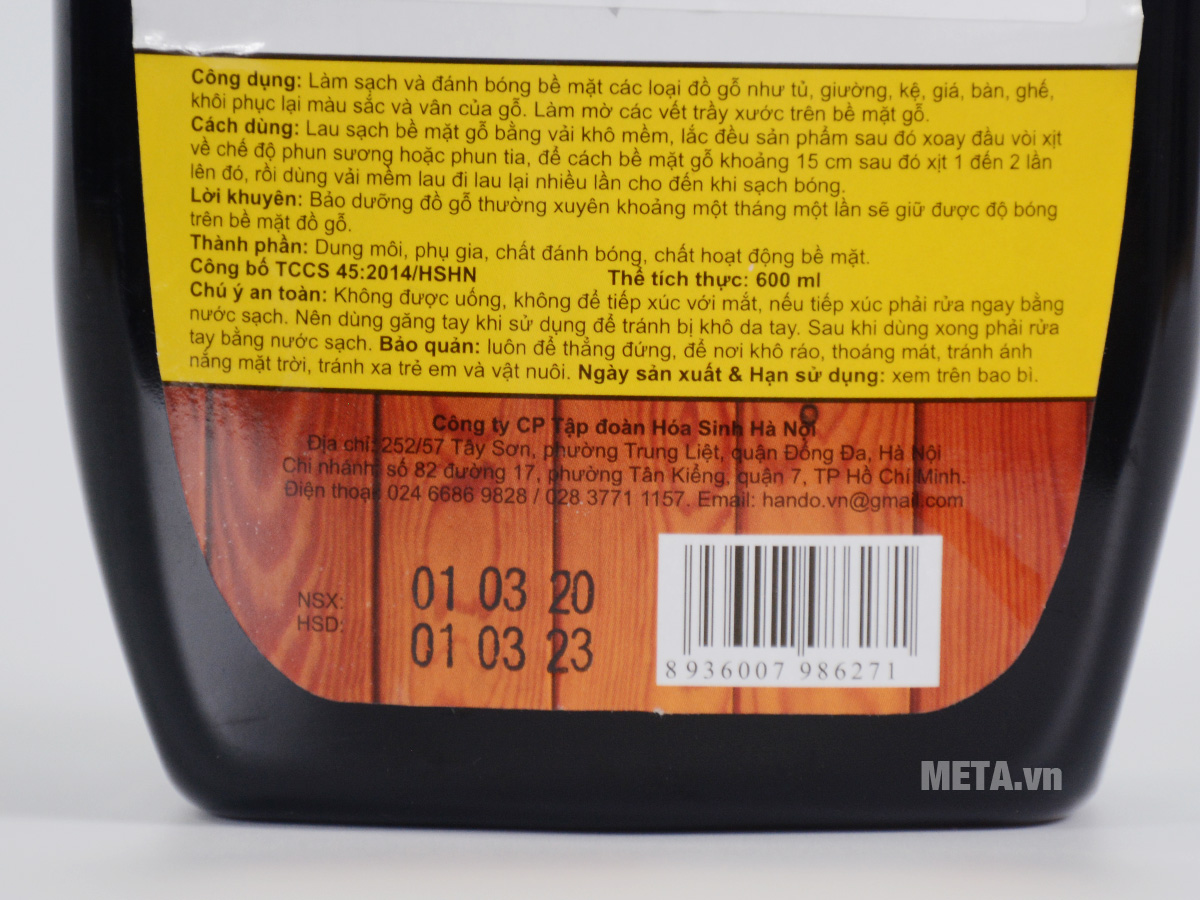 Công dụng: Làm sạch và đánh bóng bề mặt các loại đồ gỗ như tủ, giường, kệ, giá, bàn, ghế,
khôi phục lại màu sắc và vân của gỗ. Làm mờ các vết trầy xước trên bề mặt gỗ.
Cách dùng: Lau sạch bề mặt gỗ bằng vải khô mềm, lắc đều sản phẩm sau đó xoay đầu vòi xịt
về chế độ phun sương hoặc phun tia, để cách bề mặt gỗ khoảng 15 cm sau đó xịt 1 đến 2 lần
lên đó, rồi dùng vải mềm lau đi lau lại nhiều lần cho đến khi sạch bóng.
Lời khuyên: Bảo dưỡng đồ gỗ thường xuyên khoảng một tháng một lần sẽ giữ được độ bóng
trên bề mặt đồ gỗ.
Thành phần: Dung môi, phụ gia, chất đánh bóng, chất hoạt động bề mặt.
Công bố TCCS 45:2014/HSHN Thể tích thực: 600 ml
Chú ý an toàn: Không được uống, không để tiếp xúc với mắt, nếu tiếp xúc phải rửa ngay bằng
nước sạch. Nên dùng găng tay khi sử dụng để tránh bị khô da tay. Sau khi dùng xong phải rửa
tay bằng nước sạch. Bảo quản: luôn để thẳng đứng, để nơi khô ráo, thoáng mát, tránh ánh
nắng mặt trời, tránh xa trẻ em và vật nuôi. Ngày sản xuất & Hạn sử dụng: xem trên bao bì.
Công ty CP Tập đoàn Hóa Sinh Hà Nội
Địa chỉ: 252/57 Tây Sơn, phường Trung Liệt, quận Đống Đa, Hà Nội
Chi nhánh: số 82 đường 17, phường Tân Kiểng, quận 7, TP Hồ Chí Minh.
Điện thoại: 024 6686 9828 / 028 3771 1157. Email: hando.vn@gmail.com
NSX: 01 03 20
HSD: 01 03 23
8 936007 986271
META.vn